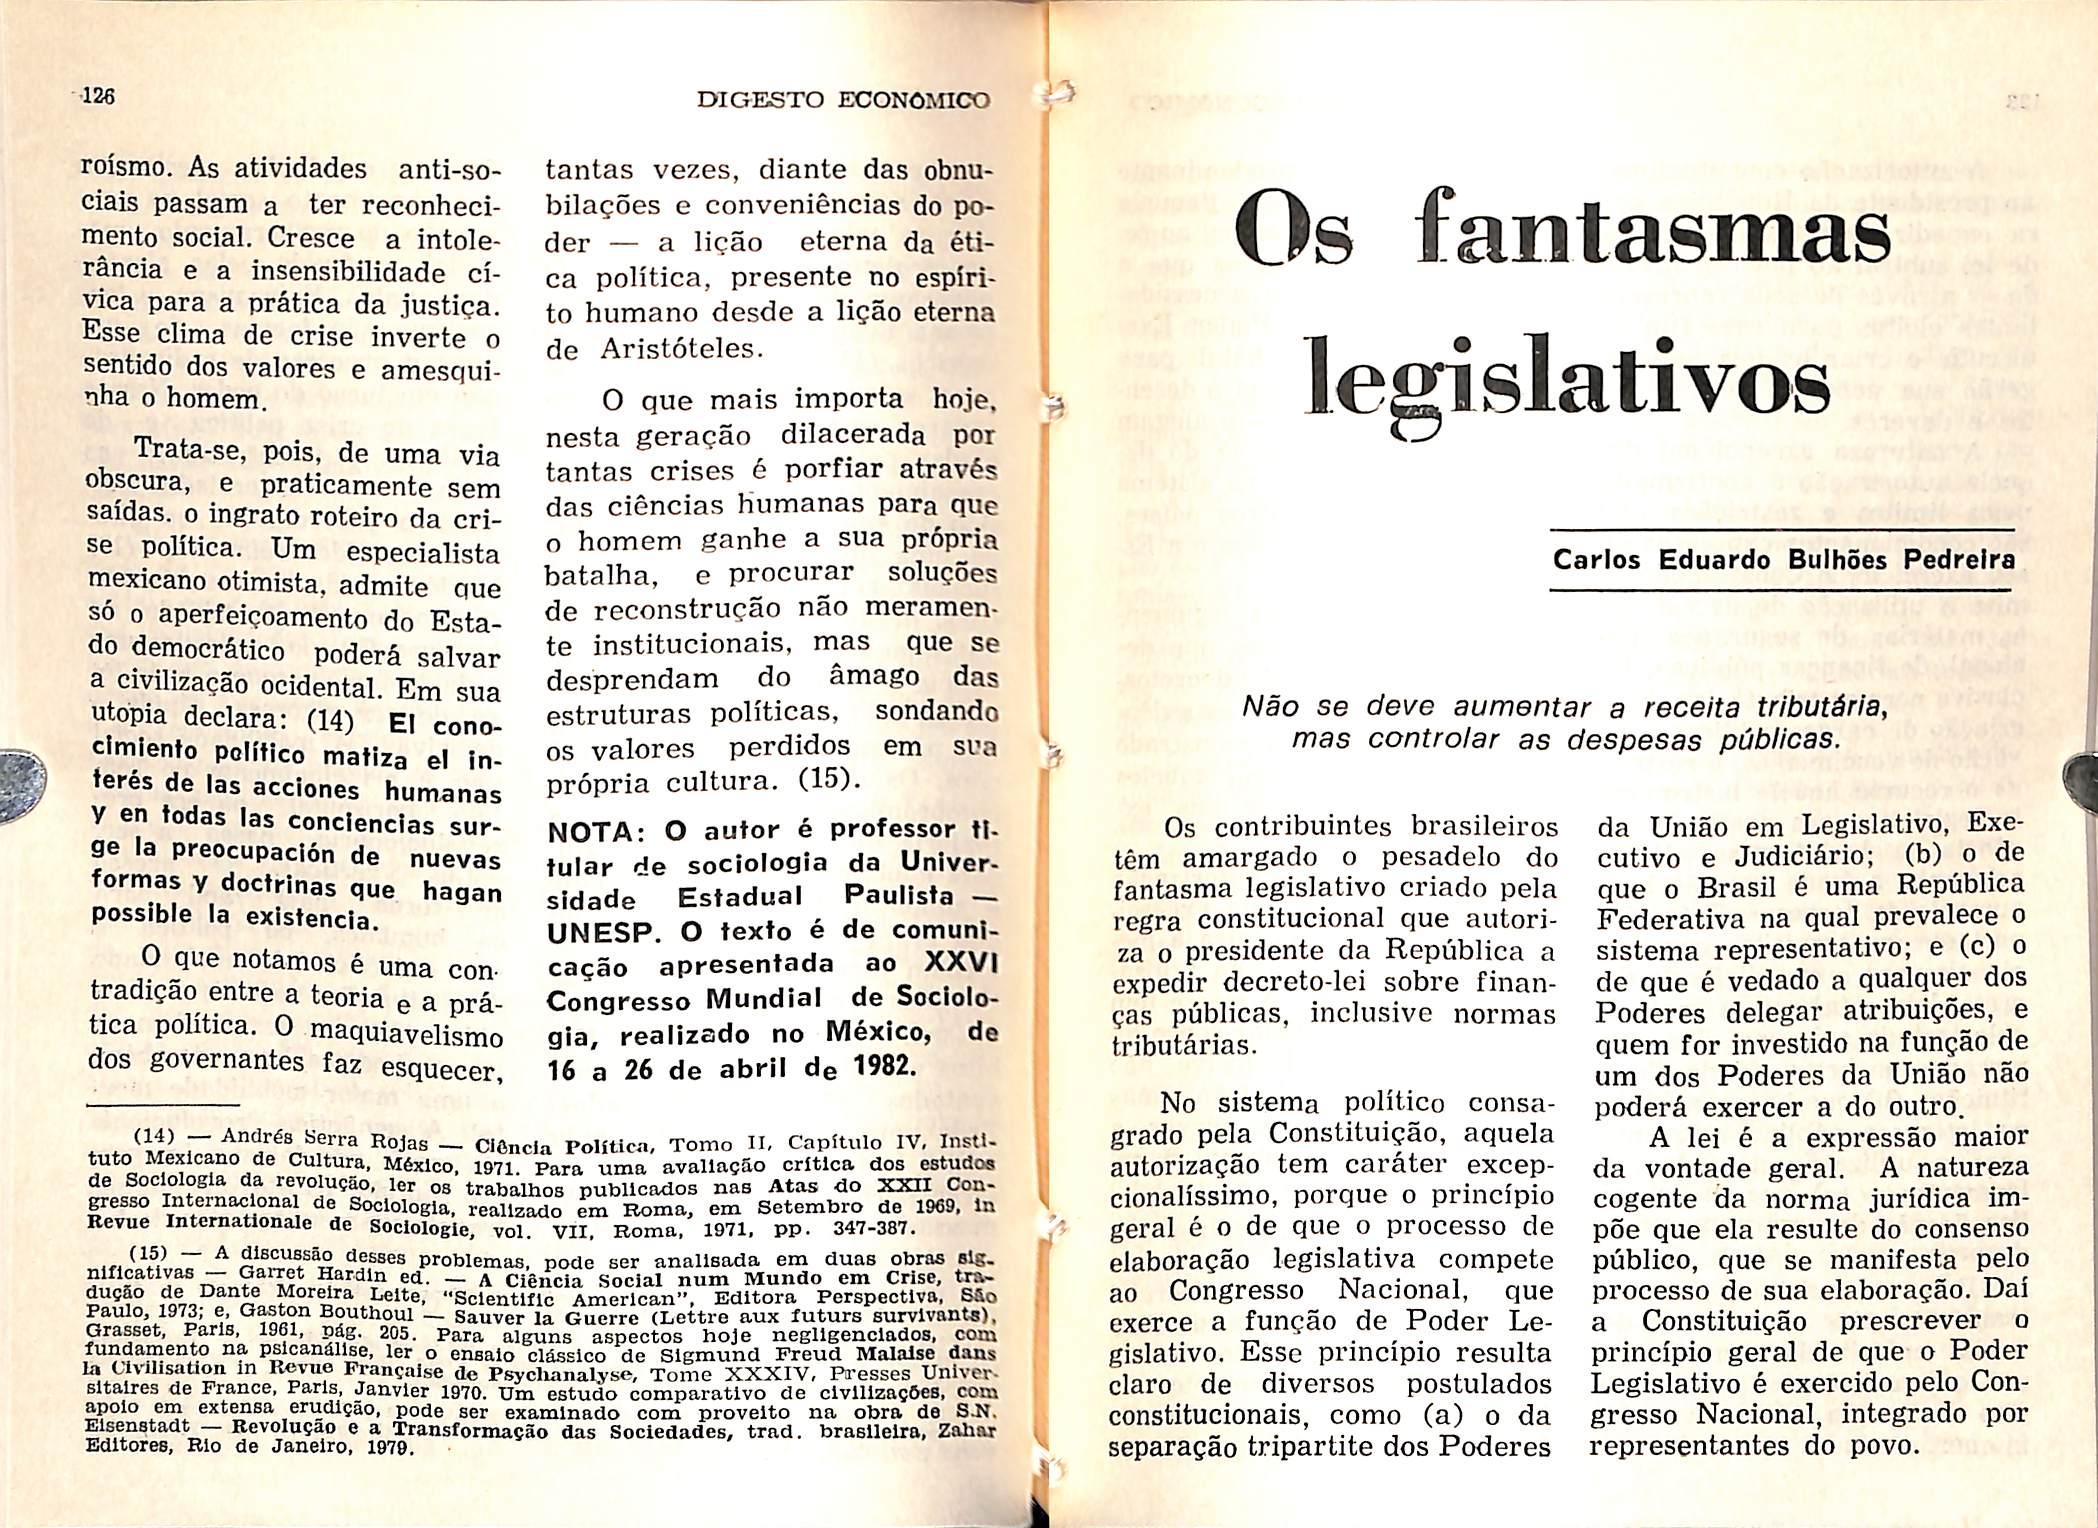 126
DIGESTO ECONÔMICO
roísmo. As atividades anti-so-
ciais passam a ter reconheci-
mento social. Cresce a intole-
rância e a insensibilidade cí-
vica para a prática da justiça.
Esse clima de crise inverte o
sentido dos valores e amesqui-
nha o homem.
Trata-se, pois, de uma via
obscura, e praticamente sem
saídas. o ingrato roteiro da cri-
se política. Um especialista
mexicano otimista, admite que
só o aperfeiçoamento do Esta-
do democrático poderá salvar
a civilização ocidental. Em sua
utopia declara: (14) El cono-
cimiento político matiza el in-
terés de las acciones humanas
y en todas las conciencias sur-
ge la preocupación de nuevas
formas y doctrinas que hagan
possible la existencia.
O que notamos é uma con-
tradição entre a teoria e a prá-
tica política. O maquiavelismo
dos governantes faz esquecer,
tantas vezes, diante das obnu-
bilações e conveniências do po-
der — a lição eterna da éti-
ca política, presente no espíri-
to humano desde a lição eterna
de Aristóteles.
O que mais importa hoje,
nesta geração dilacerada por
tantas crises é porfiar através
das ciências humanas para que
o homem ganhe a sua própria
batalha, e procurar soluções
de reconstrução não meramen-
te institucionais, mas que se
desprendam do âmago das
estruturas políticas, sondando
os valores perdidos em sua
própria cultura. (15).
NOTA: O autor é professor ti-
tular de sociologia da Univer-
sidade Estadual Paulista —
UNESP. O texto é de comuni-
cação apresentada ao XXVI
Congresso Mundial de Sociolo-
gia, realizado no México, de
16 a 26 de abril de 1982.
(14) — Andrés Serra Rojas — Ciência Política, Tomo II, Capítulo IV, Insti-
tuto Mexicano de Cultura, México, 1971. Para uma avaliação crítica dos estudos
de Sociologia da revolução, ler os trabalhos publicados nas Atas do XXII Con-
gresso Internacional de Sociologia, realizado em Roma, em Setembro de 1969, in
Revue Internationale de Sociologie, vol. VII, Roma, 1971, pp. 347-387.
(15) — A discussão desses problemas, pode ser analisada em duas obras sig-
nificativas — Garret Hardin ed. — A Ciência Social num Mundo em Crise, tra-
dução de Dante Moreira Leite, "Scientific American", Editora Perspectiva, São
Paulo, 1973; e, Gaston Bouthoul — Sauver la Guerre (Lettre aux futurs survivants),
Grasset, Paris, 1961, pág. 205. Para alguns aspectos hoje negligenciados, com
fundamento na psicanálise, ler o ensaio clássico de Sigmund Freud Malaise dans
la Civilisation in Revue Française de Psychanalyse, Tome XXXIV, Presses Univer-
sitaires de France, Paris, Janvier 1970. Um estudo comparativo de civilizações, com
apoio em extensa erudição, pode ser examinado com proveito na obra de S.N.
Eisenstadt — Revolução e a Transformação das Sociedades, trad. brasileira, Zahar
Editores, Rio de Janeiro, 1979.
Os fantasmas
legislativos
Carlos Eduardo Bulhões Pedreira
Não se deve aumentar a receita tributária,
mas controlar as despesas públicas.
Os contribuintes brasileiros
têm amargado o pesadelo do
fantasma legislativo criado pela
regra constitucional que autori-
za o presidente da República a
expedir decreto-lei sobre finan-
ças públicas, inclusive normas
tributárias.
No sistema político consa-
grado pela Constituição, aquela
autorização tem caráter excep-
cionalíssimo, porque o princípio
geral é o de que o processo de
elaboração legislativa compete
ao Congresso Nacional, que
exerce a função de Poder Le-
gislativo. Esse princípio resulta
claro de diversos postulados
constitucionais, como (a) o da
separação tripartite dos Poderes
da União em Legislativo, Exe-
cutivo e Judiciário; (b) o de
que o Brasil é uma República
Federativa na qual prevalece o
sistema representativo; e (c) o
de que é vedado a qualquer dos
Poderes delegar atribuições, e
quem for investido na função de
um dos Poderes da União não
poderá exercer a do outro.
A lei é a expressão maior
da vontade geral. A natureza
cogente da norma jurídica im-
põe que ela resulte do consenso
público, que se manifesta pelo
processo de sua elaboração. Daí
a Constituição prescrever o
princípio geral de que o Poder
Legislativo é exercido pelo Con-
gresso Nacional, integrado por
representantes do povo.